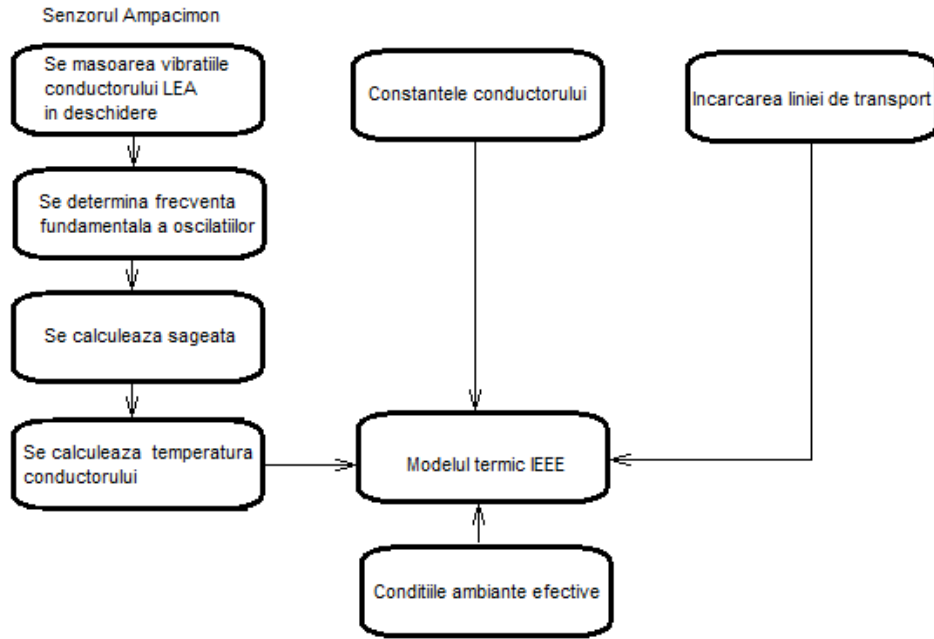 Senzorul Ampacimon
Se masoarea vibratiile
conductorului LEA
in deschidere
Constantele conductorului
Incarcarea liniei de transport
Se determina frecventa
fundamentala a oscilatiilor
Se calculeaza sageata
Se calculeaza temperatura
conductorului
Modelul termic IEEE
Conditiile ambiante efective